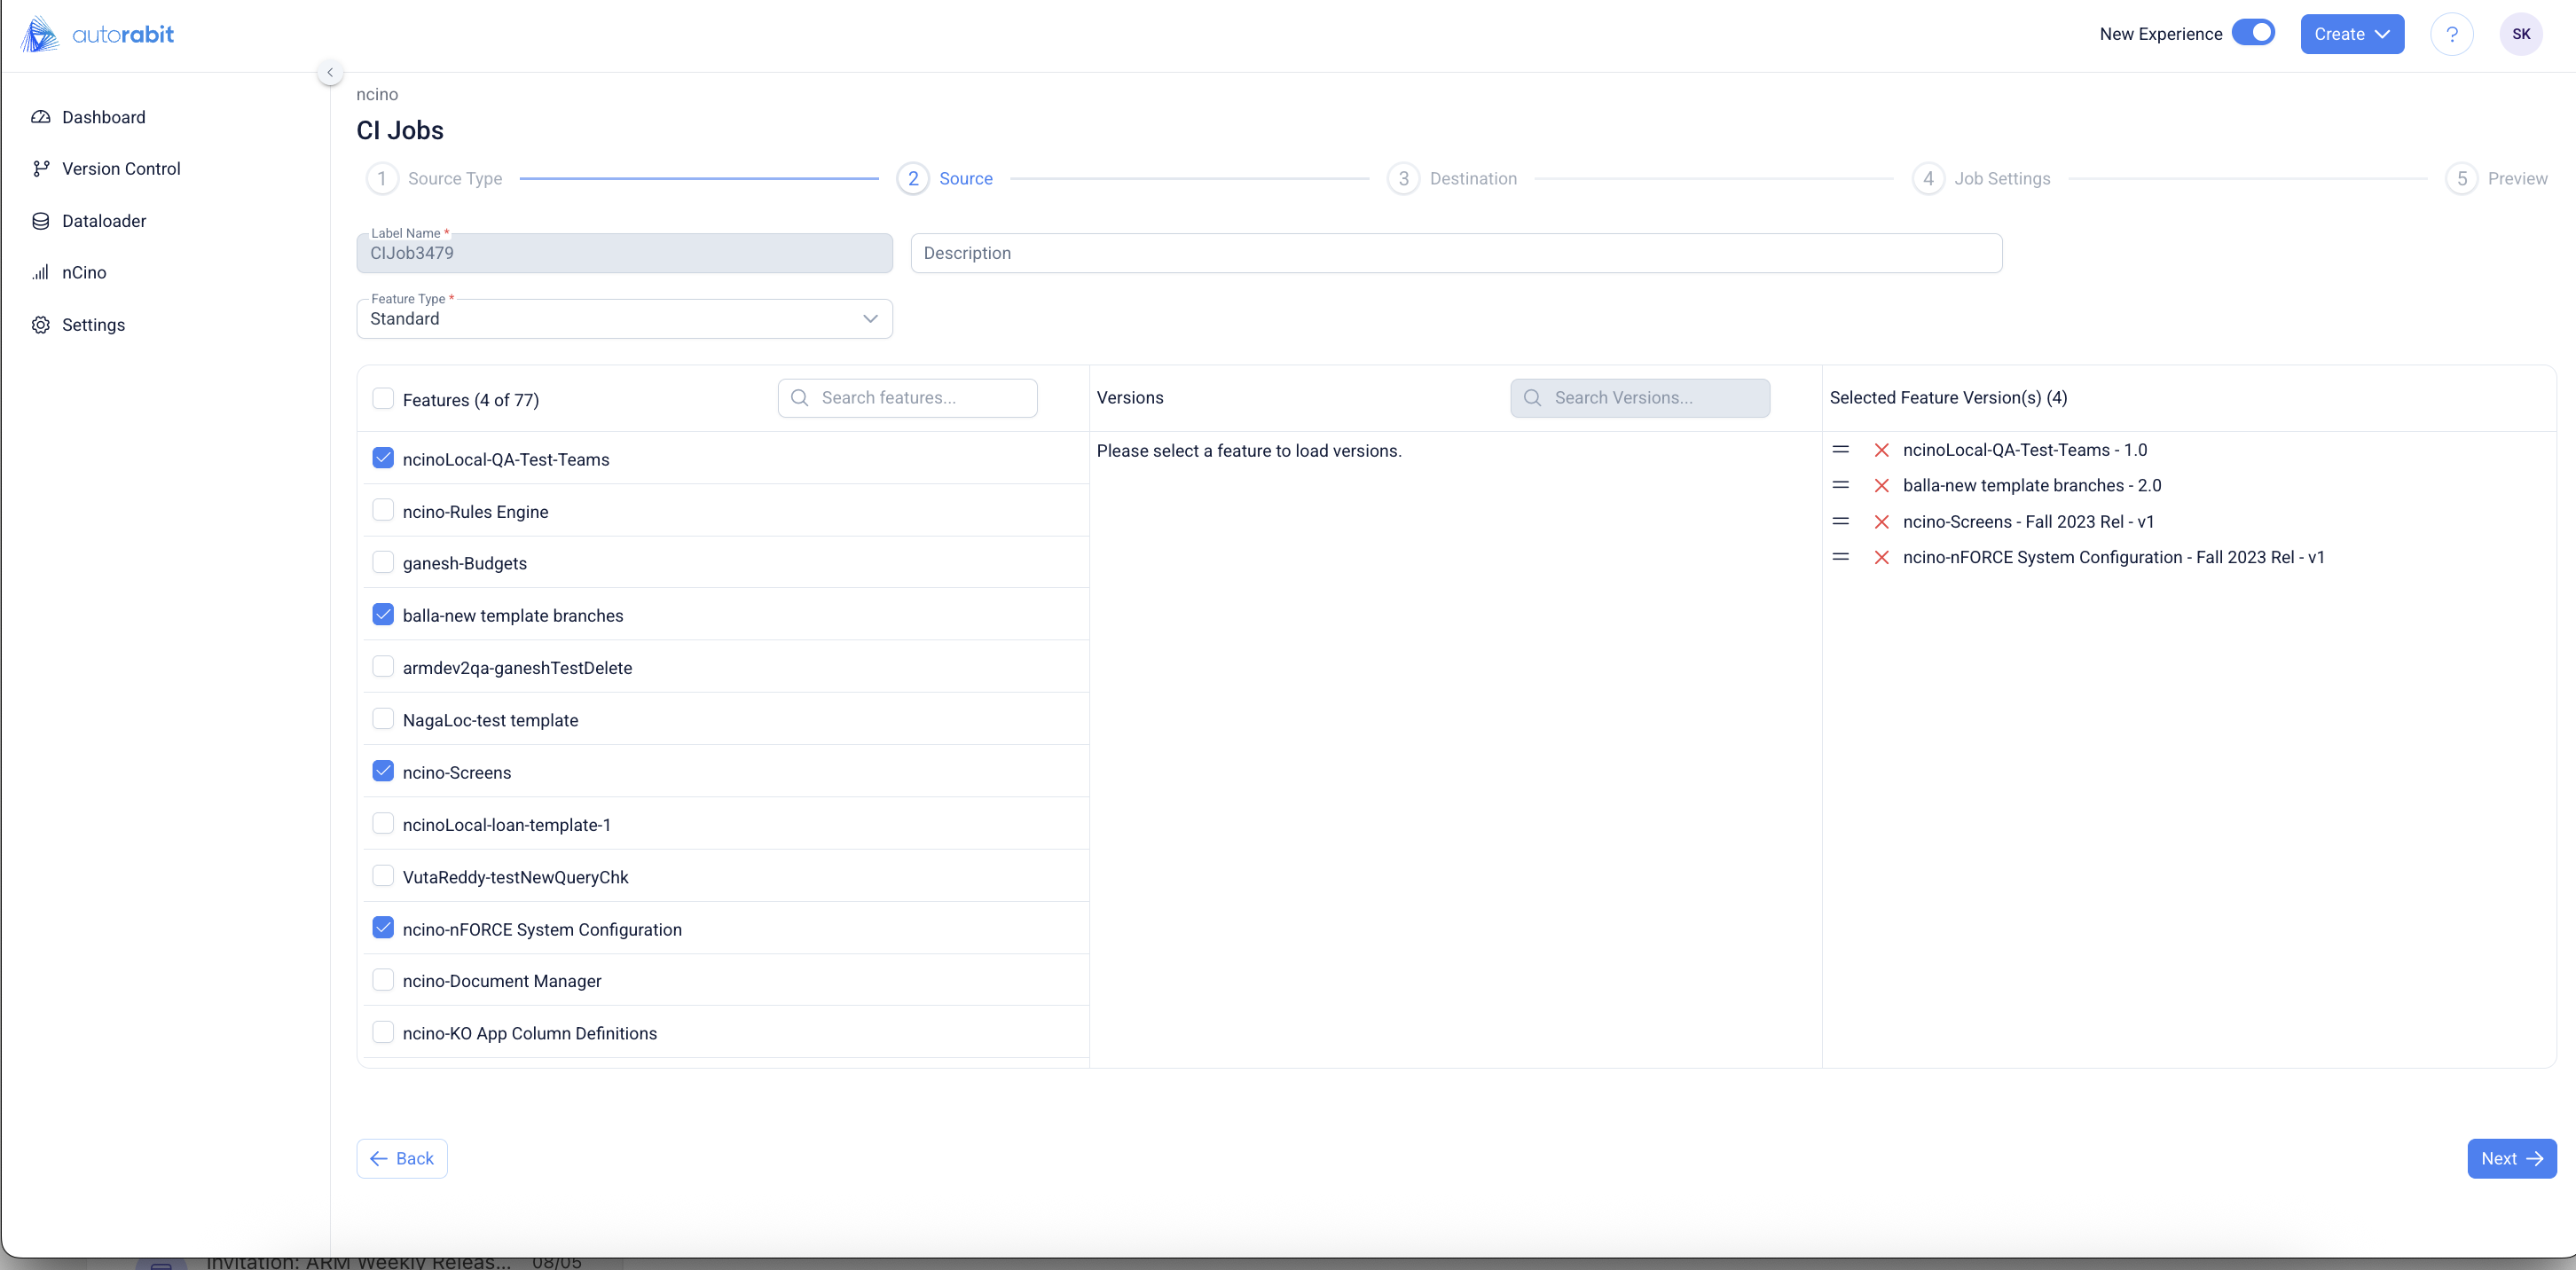 autorabit
New Experience
Create
?
SK
Dashboard
Version Control
Dataloader
nCino
Settings
ncino
CI Jobs
1 Source Type
2 Source
3 Destination
4 Job Settings
5 Preview
Label Name *
CIJob3479
Description
Feature Type *
Standard
Features (4 of 77)
Search features...
ncinoLocal-QA-Test-Teams
ncino-Rules Engine
ganesh-Budgets
balla-new template branches
armdev2qa-ganeshTestDelete
NagaLoc-test template
ncino-Screens
ncinoLocal-loan-template-1
VutaReddy-testNewQueryChk
ncino-nFORCE System Configuration
ncino-Document Manager
ncino-KO App Column Definitions
Versions
Search Versions...
Please select a feature to load versions.
Selected Feature Version(s) (4)
ncinoLocal-QA-Test-Teams - 1.0
balla-new template branches - 2.0
ncino-Screens - Fall 2023 Rel - v1
ncino-nFORCE System Configuration - Fall 2023 Rel - v1
Back
Next
Invitation: ARM Weekly Releas... 08/05